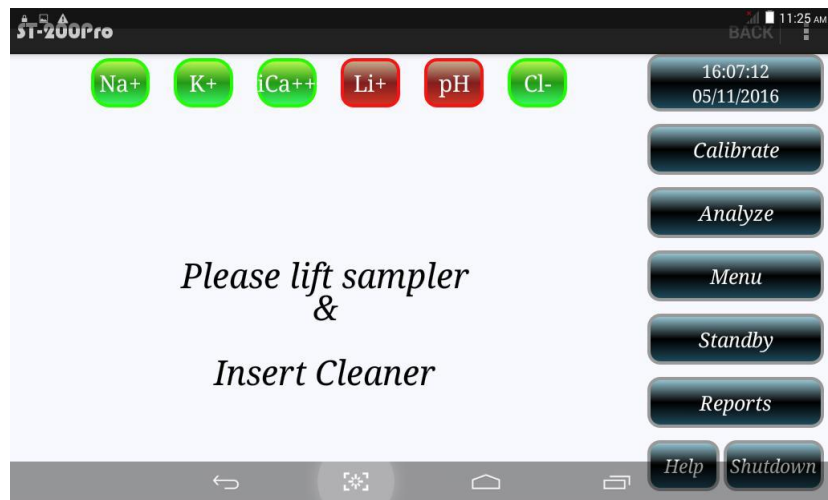 ST-200Pro
11:25 AM
BACK
Na+ K+ iCa++ Li+ pH Cl-
16:07:12
05/11/2016
Calibrate
Analyze
Menu
Standby
Reports
Help Shutdown
Please lift sampler
&
Insert Cleaner